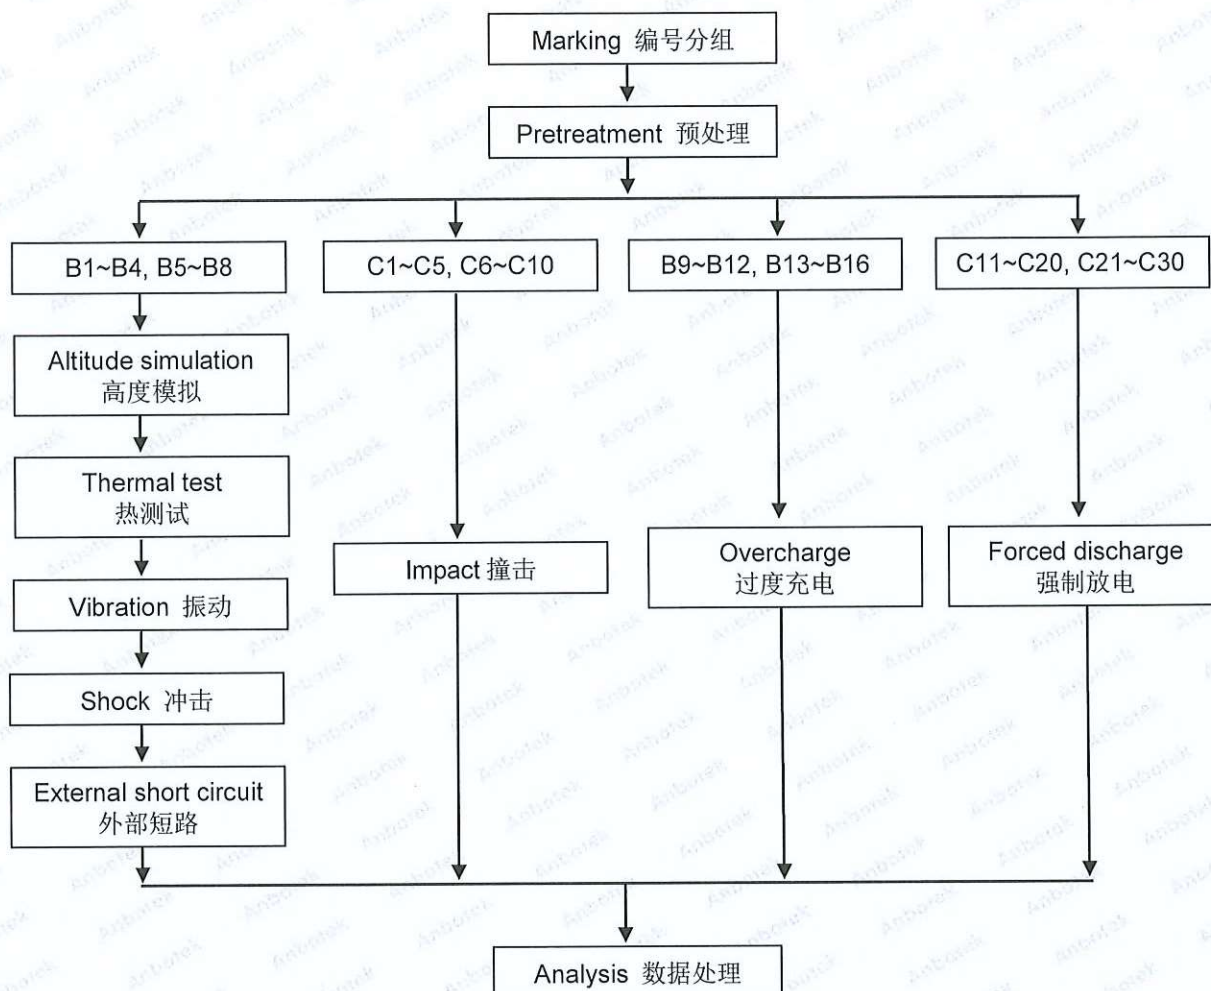 Marking 编号分组
Pretreatment 预处理
B1~B4, B5~B8
C1~C5, C6~C10
B9~B12, B13~B16
C11~C20, C21~C30
Altitude simulation
高度模拟
Thermal test
热测试
Vibration 振动
Shock 冲击
External short circuit
外部短路
Impact 撞击
Overcharge
过度充电
Forced discharge
强制放电
Analysis 数据处理
Anbotek